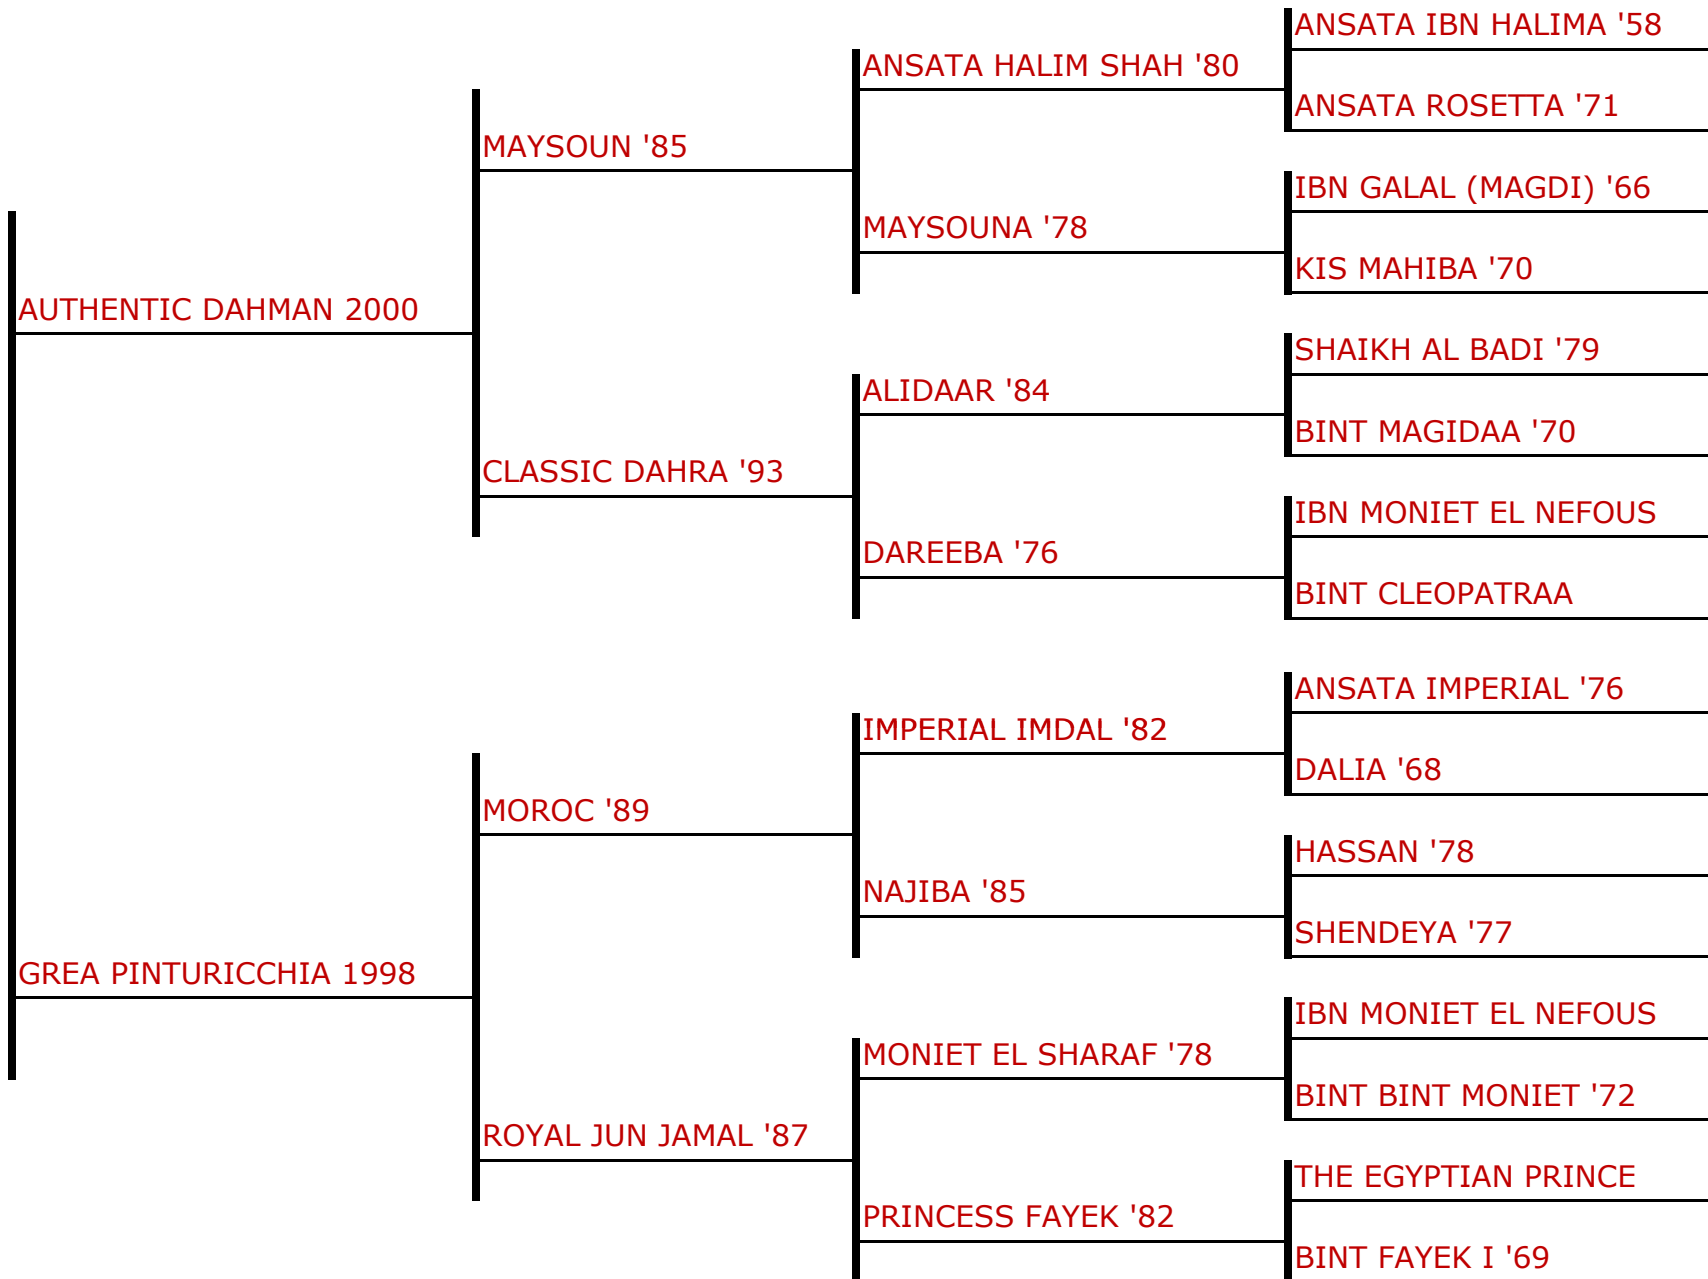 ANSATA IBN HALIMA '58
ANSATA HALIM SHAH '80
ANSATA ROSETTA '71
MAYSOUN '85
IBN GALAL (MAGDI) '66
MAYSOUNA '78
KIS MAHIBA '70
AUTHENTIC DAHMAN 2000
SHAIKH AL BADI '79
ALIDAAR '84
BINT MAGIDAA '70
CLASSIC DAHRA '93
IBN MONIET EL NEFOUS
DAREEBA '76
BINT CLEOPATRAA
ANSATA IMPERIAL '76
IMPERIAL IMDAL '82
DALIA '68
MOROC '89
HASSAN '78
NAJIBA '85
SHENDEYA '77
GREA PINTURICCHIA 1998
IBN MONIET EL NEFOUS
MONIET EL SHARAF '78
BINT BINT MONIET '72
ROYAL JUN JAMAL '87
THE EGYPTIAN PRINCE
PRINCESS FAYEK '82
BINT FAYEK I '69